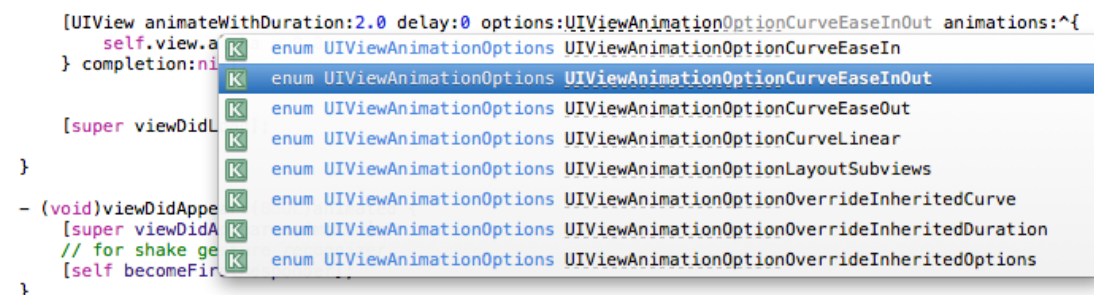 [UIView animateWithDuration:2.0 delay:0 options:UIViewAnimationOptionCurveEaseInOut animations:^{
self.view.a
K enum UIViewAnimationOptions UIViewAnimationOptionCurveEaseIn
} completion:ni
K enum UIViewAnimationOptions UIViewAnimationOptionCurveEaseInOut
K enum UIViewAnimationOptions UIViewAnimationOptionCurveEaseOut
[super viewDidL
K enum UIViewAnimationOptions UIViewAnimationOptionCurveLinear
}
K enum UIViewAnimationOptions UIViewAnimationOptionLayoutSubviews
- (void)viewDidAppe
K enum UIViewAnimationOptions UIViewAnimationOptionOverrideInheritedCurve
[super viewDidA
K enum UIViewAnimationOptions UIViewAnimationOptionOverrideInheritedDuration
// for shake ge
[self becomeFir
K enum UIViewAnimationOptions UIViewAnimationOptionOverrideInheritedOptions
}